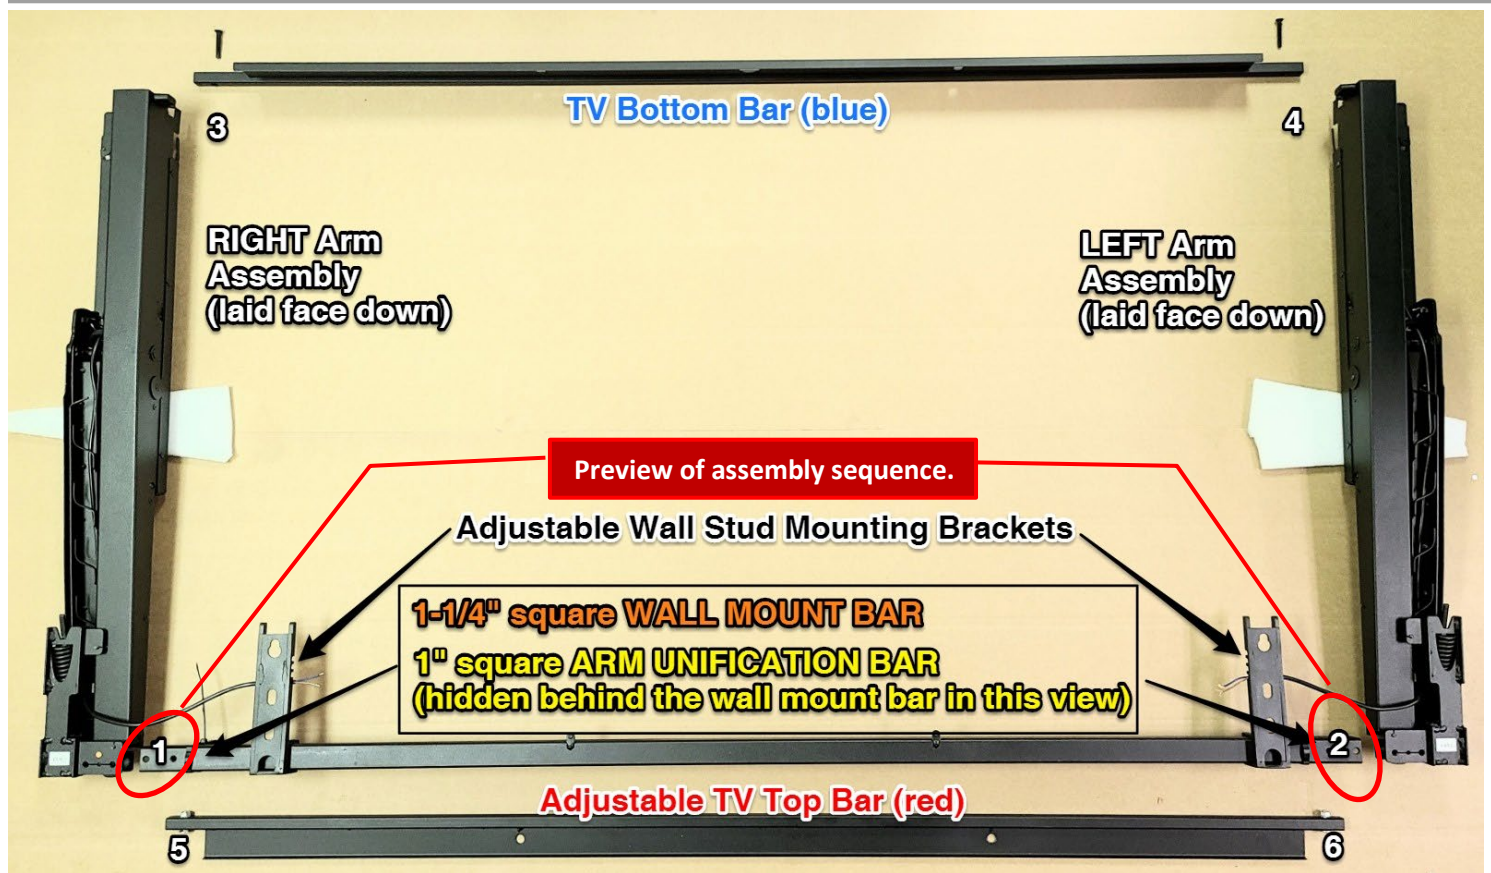 TV Bottom Bar (blue)
3
4
RIGHT Arm
Assembly
(laid face down)
LEFT Arm
Assembly
(laid face down)
Preview of assembly sequence.
Adjustable Wall Stud Mounting Brackets
1-1/4" square WALL MOUNT BAR
1" square ARM UNIFICATION BAR
(hidden behind the wall mount bar in this view)
1
2
Adjustable TV Top Bar (red)
5
6